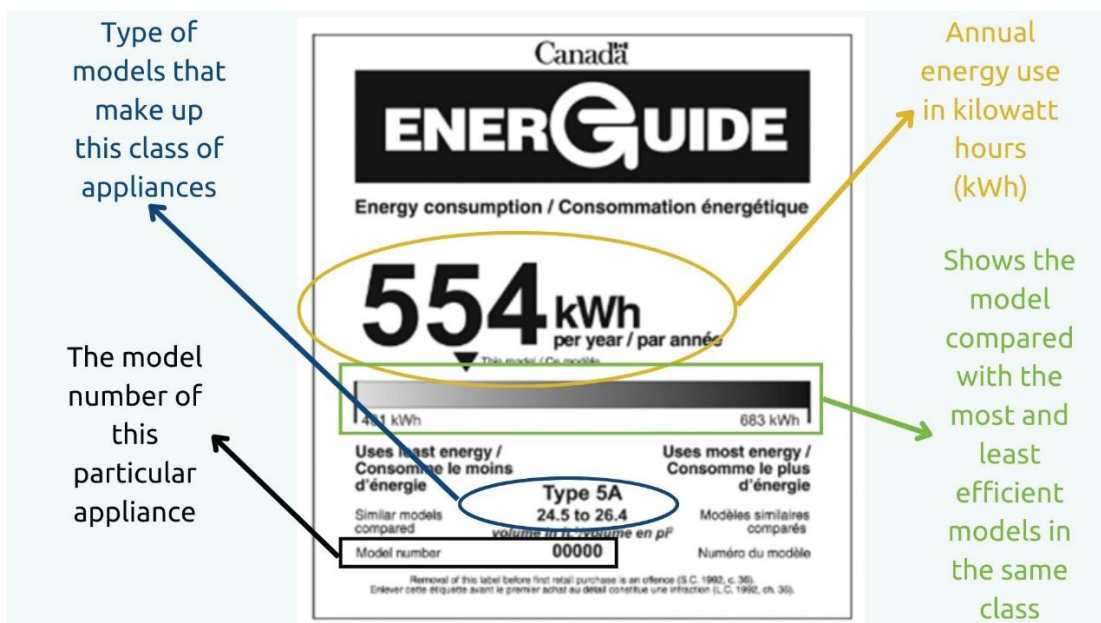 Type of
models that
make up
this class of
appliances
The model
number of
this
particular
appliance
Canada
ENERGUIDE
Energy consumption / Consommation énergétique
554 kWh
per year / par année
This model / Ce modèle
461 kWh 683 kWh
Uses least energy / Uses most energy /
Consomme le moins Consomme le plus
d'énergie d'énergie
Type 5A
Similar models 24.5 to 26.4 Modèles similaires
compared volume in ft.³/volume en pi³ comparés
Model number 00000 Numéro du modèle
Removal of this label before first retail purchase is an offence (S.C. 1992, c. 36).
Enlever cette étiquette avant le premier achat au détail constitue une infraction (L.C. 1992, ch. 36).
Annual
energy use
in kilowatt
hours
(kWh)
Shows the
model
compared
with the
most and
least
efficient
models in
the same
class